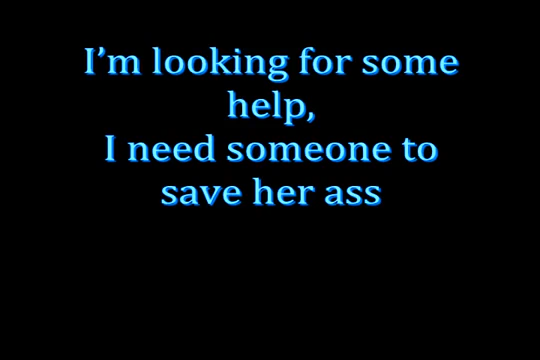 I’m looking for some
help,
I need someone to
save her ass